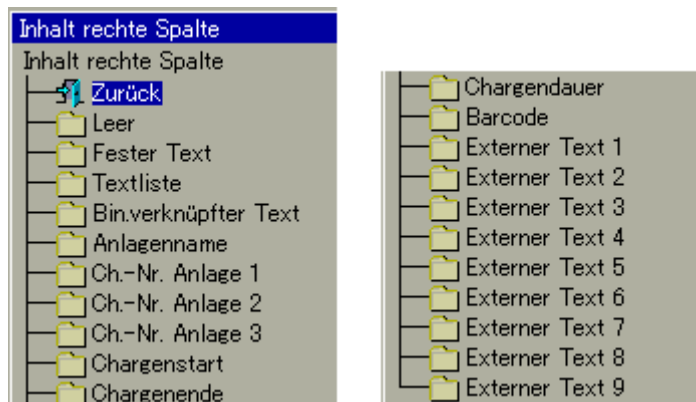 Inhalt rechte Spalte
Inhalt rechte Spalte
Zurück
Leer
Fester Text
Textliste
Bin.verknüpfter Text
Anlagenname
Ch.-Nr. Anlage 1
Ch.-Nr. Anlage 2
Ch.-Nr. Anlage 3
Chargenstart
Chargenende
Chargendauer
Barcode
Externer Text 1
Externer Text 2
Externer Text 3
Externer Text 4
Externer Text 5
Externer Text 6
Externer Text 7
Externer Text 8
Externer Text 9